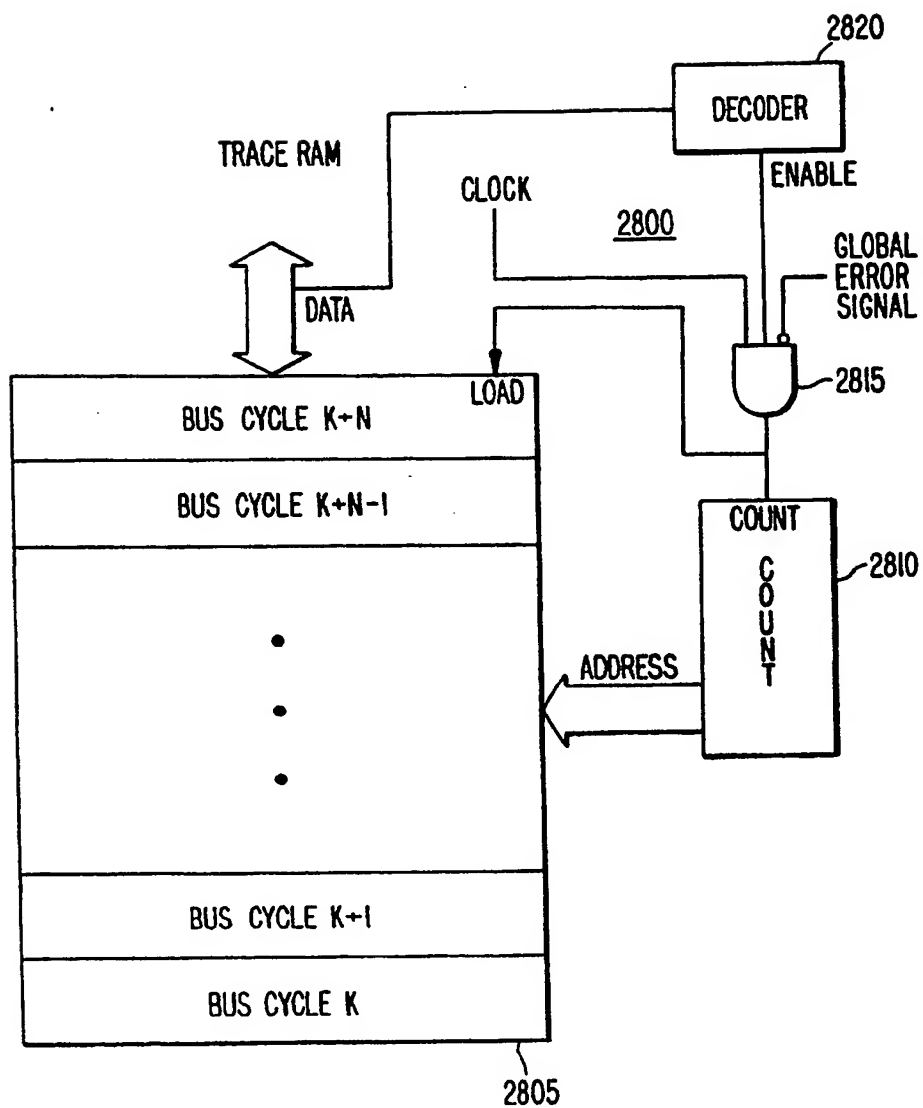 2820
DECODER
TRACE RAM
ENABLE
CLOCK
2800
GLOBAL
ERROR
SIGNAL
DATA
2815
LOAD
BUS CYCLE K+N
BUS CYCLE K+N-1
COUNT
COUNT
2810
ADDRESS
BUS CYCLE K+1
BUS CYCLE K
2805